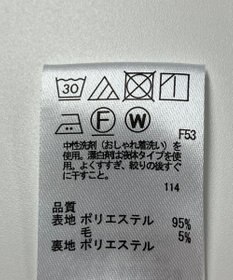 30
F W F53
中性洗剤(おしゃれ着洗い)を
使用。漂白剤は液体タイプを使
用。よくすすぎ、絞りの後すぐ
に干すこと。
114
品質
表地 ポリエステル 95%
毛 5%
裏地 ポリエステル